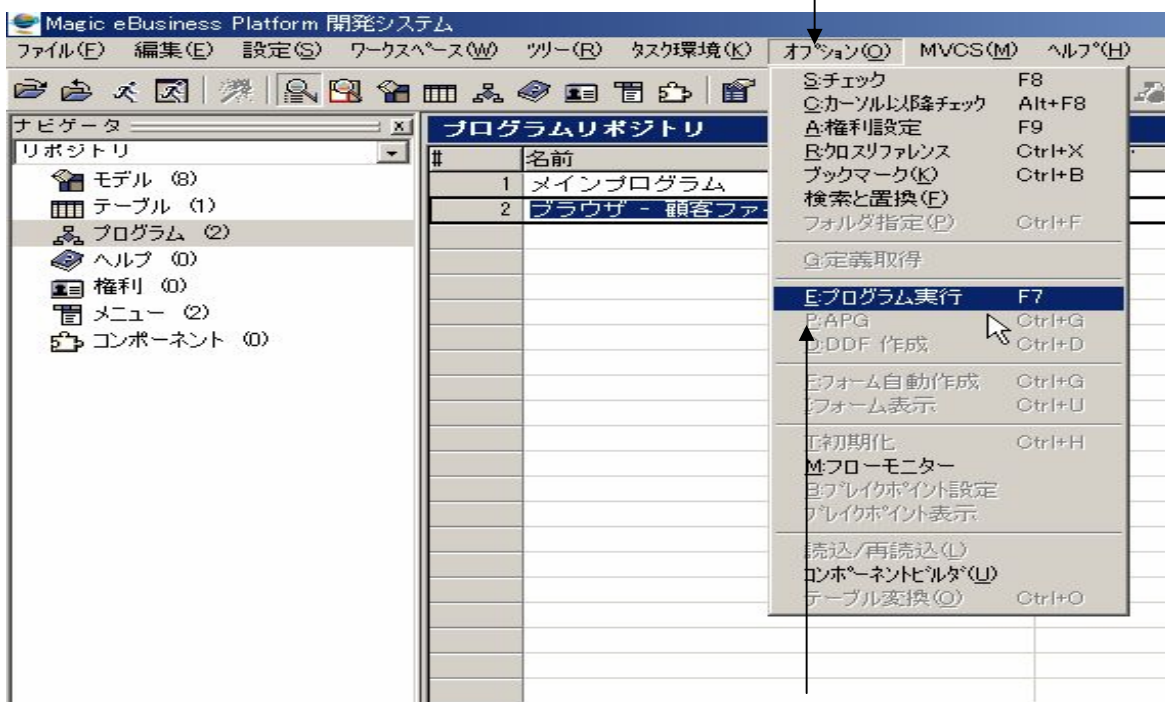 Magic eBusiness Platform 開発システム
ファイル(F) 編集(E) 設定(S) ワークスペース(W) ツリー(R) タスク環境(K) オプション(O) MVCS(M) ヘルプ(H)
ナビゲータ
リポジトリ
モデル (8)
テーブル (1)
プログラム (2)
ヘルプ (0)
権利 (0)
メニュー (2)
コンポーネント (0)
プログラムリポジトリ
# 名前
1 メインプログラム
2 ブラウザ - 顧客ファ
S:チェック F8
C:カーソル以降チェック Alt+F8
A:権利設定 F9
R:クロスリファレンス Ctrl+X
ブックマーク(K) Ctrl+B
検索と置換(F)
フォルダ指定(P) Ctrl+F
G:定義取得
E:プログラム実行 F7
P:APG Ctrl+G
D:DDF 作成 Ctrl+D
F:フォーム自動作成 Ctrl+G
フォーム表示 Ctrl+U
T:初期化 Ctrl+H
M:フローモニター
B:ブレイクポイント設定
ブレイクポイント表示
読込/再読込(L)
コンポーネントビルダ(U)
テーブル変換(O) Ctrl+O